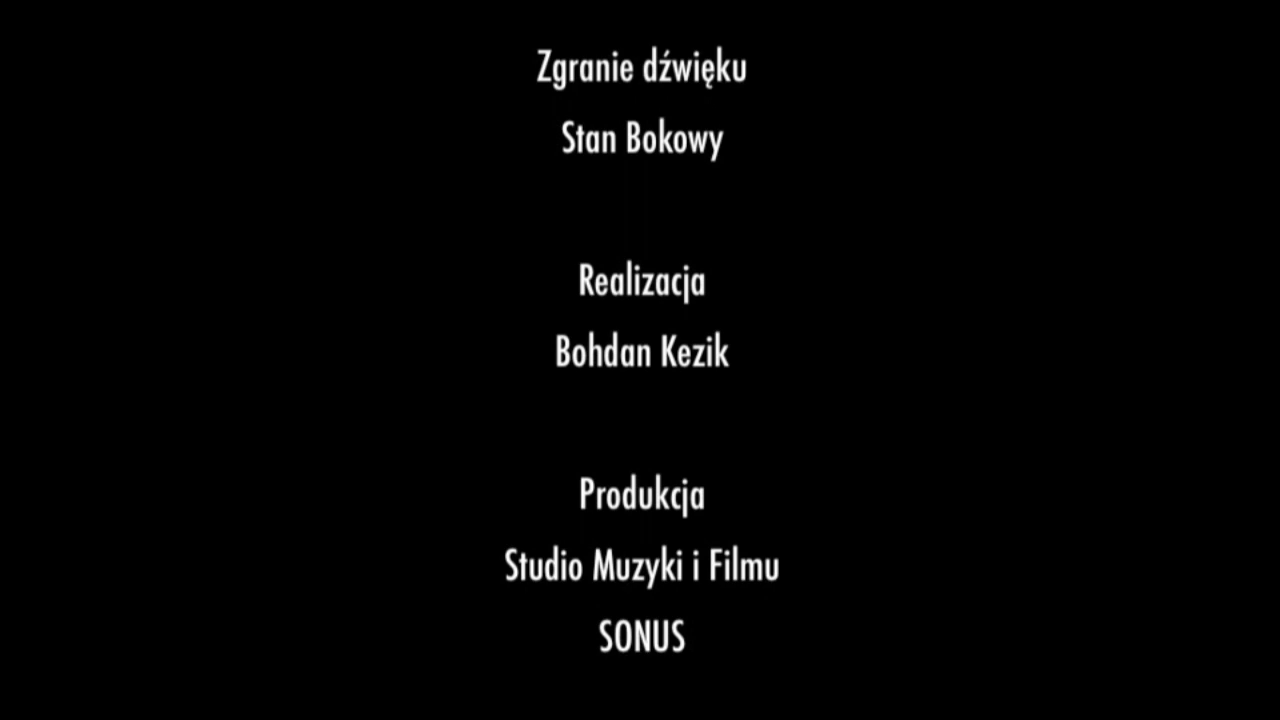 Zgranie dźwięku
Stan Bokowy
Realizacja
Bohdan Kezik
Produkcja
Studio Muzyki i Filmu
SONUS